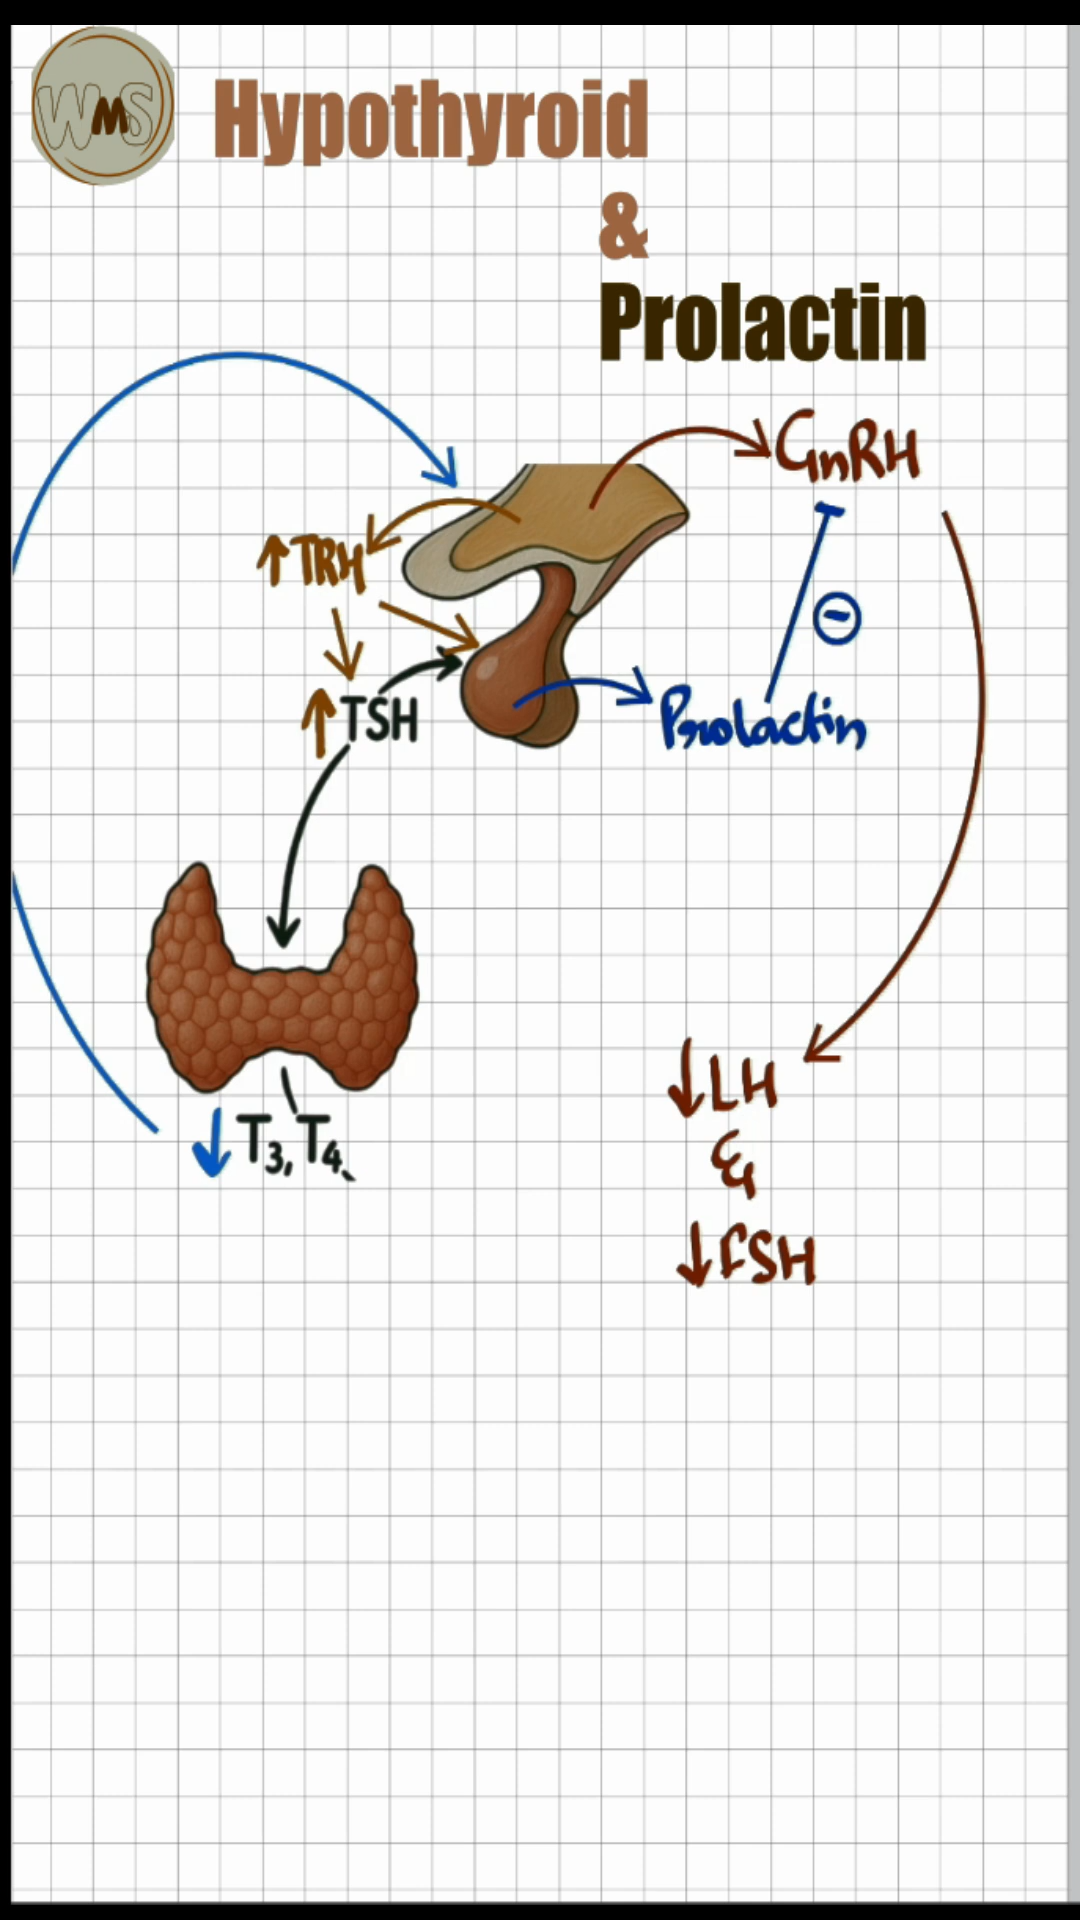 WMS
Hypothyroid
&
Prolactin
GnRH
↑TRH
⊖
↑TSH
Prolactin
↓LH
&
↓FSH
↓T3, T4